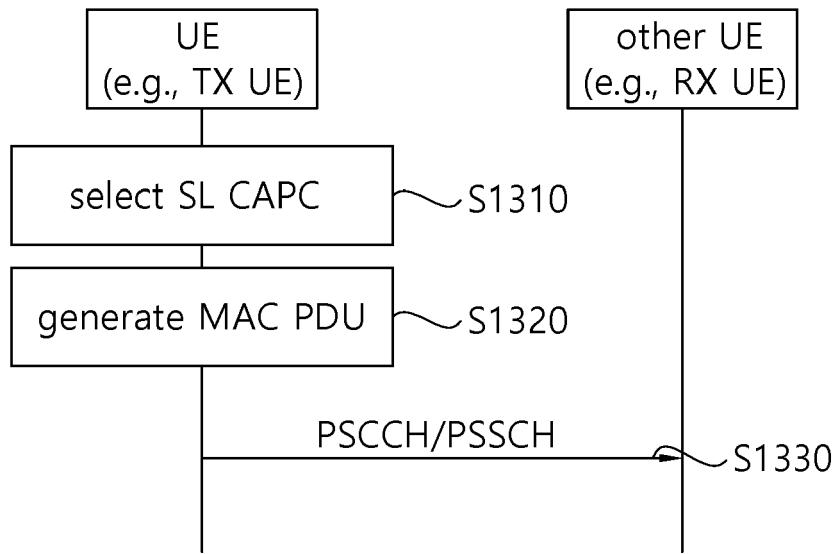 UE
(e.g., TX UE)
other UE
(e.g., RX UE)
select SL CAPC
S1310
generate MAC PDU
S1320
PSCCH/PSSCH
S1330